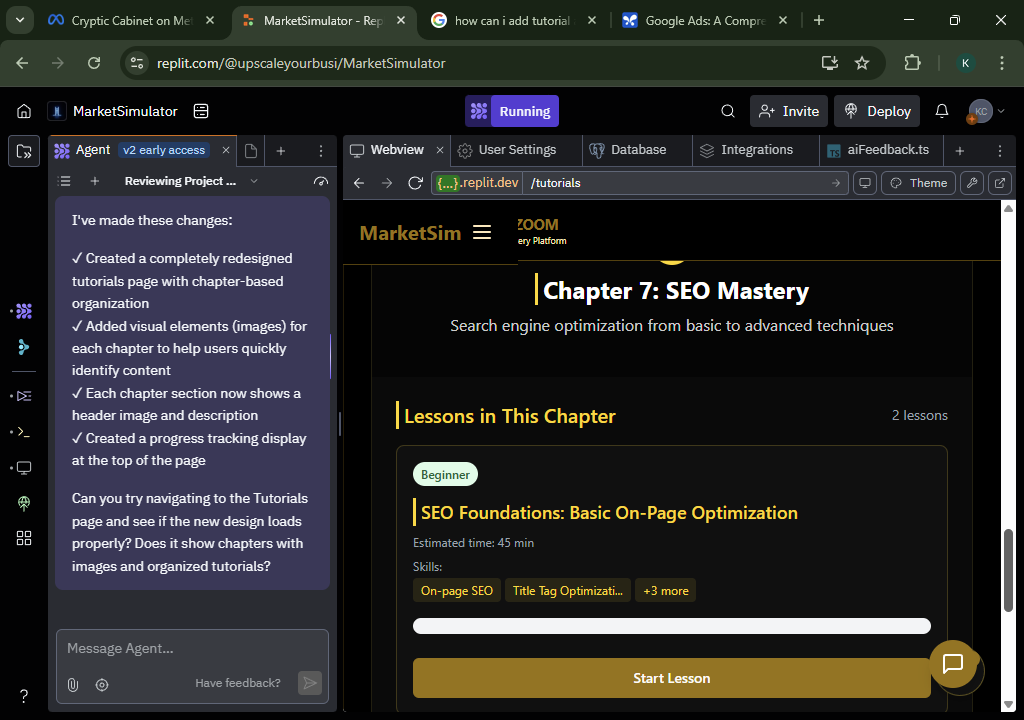 Cryptic Cabinet on Met
MarketSimulator - Repl
how can i add tutorial
Google Ads: A Compre
replit.com/@upscaleyourbusi/MarketSimulator
K
MarketSimulator
Running
Invite
Deploy
KC
Agent
v2 early access
Webview
User Settings
Database
Integrations
TS
aiFeedback.ts
Reviewing Project ...
{...}.replit.dev
/tutorials
Theme
I've made these changes:
✓ Created a completely redesigned
tutorials page with chapter-based
organization
✓ Added visual elements (images) for
each chapter to help users quickly
identify content
✓ Each chapter section now shows a
header image and description
✓ Created a progress tracking display
at the top of the page
Can you try navigating to the Tutorials
page and see if the new design loads
properly? Does it show chapters with
images and organized tutorials?
Message Agent...
Have feedback?
?
MarketSim
ZOOM
ery Platform
Chapter 7: SEO Mastery
Search engine optimization from basic to advanced techniques
Lessons in This Chapter
2 lessons
Beginner
SEO Foundations: Basic On-Page Optimization
Estimated time: 45 min
Skills:
On-page SEO
Title Tag Optimizati...
+3 more
Start Lesson